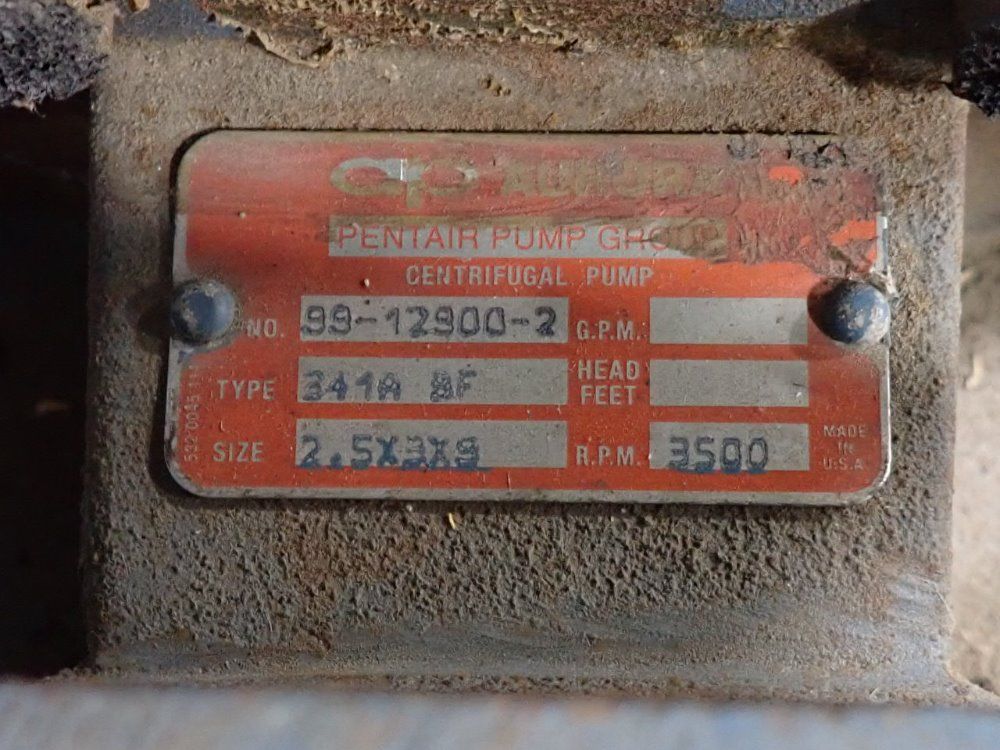 AURORA
PENTAIR PUMP GROUP
CENTRIFUGAL PUMP
NO. 99-12900-2 G.P.M.
TYPE 341A BF HEAD FEET
SIZE 2.5X3X9 R.P.M. 3500
MADE IN U.S.A.